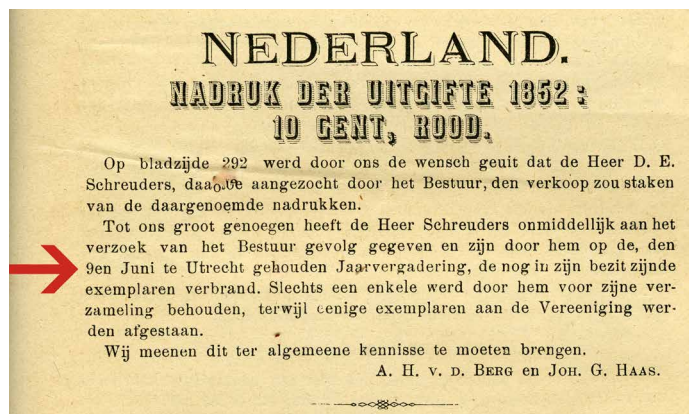 NEDERLAND.
NADRUK DER UITGIFTE 1852:
10 CENT, ROOD.
Op bladzijde 292 werd door ons de wensch geuit dat de Heer D. E.
Schreuders, aangezocht door het Bestuur, den verkoop zou staken
van de daargenoemde nadrukken.
Tot ons groot genoegen heeft de Heer Schreuders onmiddellijk aan het
verzoek van het Bestuur gevolg gegeven en zijn door hem op de, den
9en Juni te Utrecht gehouden Jaarvergadering, de nog in zijn bezit zijnde
exemplaren verbrand. Slechts een enkele werd door hem voor zijne ver-
zameling behouden, terwijl eenige exemplaren aan de Vereeniging wer-
den afgestaan.
Wij meenen dit ter algemeene kennisse te moeten brengen.
A. H. v. d. Berg en Joh. G. Haas.